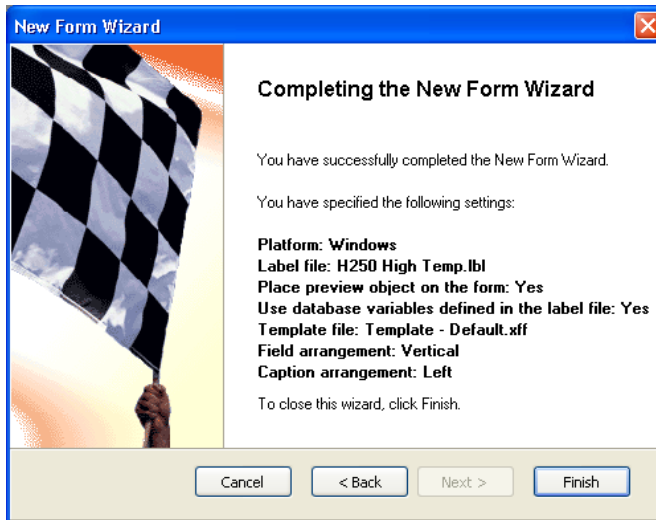 New Form Wizard
Completing the New Form Wizard
You have successfully completed the New Form Wizard.
You have specified the following settings:
Platform: Windows
Label file: H250 High Temp.lbl
Place preview object on the form: Yes
Use database variables defined in the label file: Yes
Template file: Template - Default.xff
Field arrangement: Vertical
Caption arrangement: Left
To close this wizard, click Finish.
Cancel < Back Next > Finish